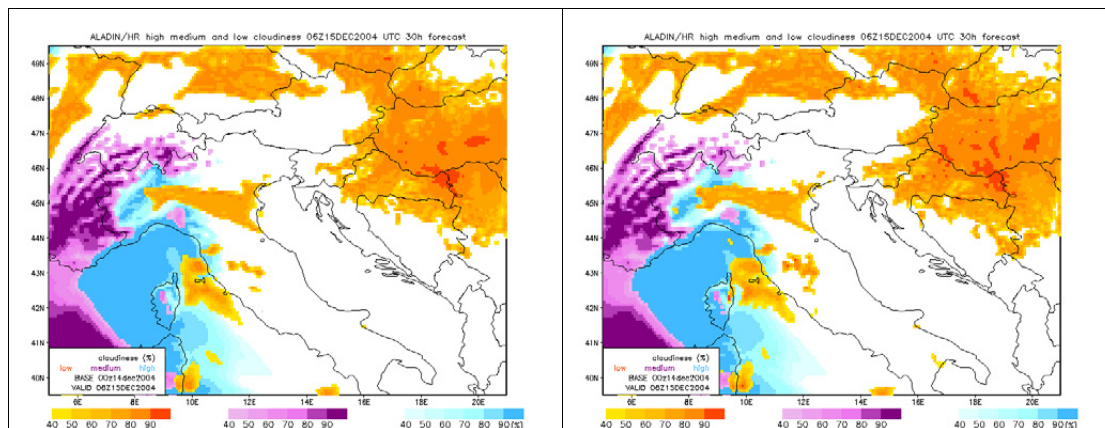 ALADIN/HR high medium and low cloudiness 06Z15DEC2004 UTC 30h forecast
49N
48N
47N
46N
45N
44N
43N
42N
41N
40N
cloudiness (%)
low medium high
BASE 00z14dec2004
VALID 06Z15DEC2004
6E 8E 10E 12E 14E 16E 18E 20E
40 50 60 70 80 90 40 50 60 70 80 90 40 50 60 70 80 90(%)
ALADIN/HR high medium and low cloudiness 06Z15DEC2004 UTC 30h forecast
49N
48N
47N
46N
45N
44N
43N
42N
41N
40N
cloudiness (%)
low medium high
BASE 00z14dec2004
VALID 06Z15DEC2004
6E 8E 10E 12E 14E 16E 18E 20E
40 50 60 70 80 90 40 50 60 70 80 90 40 50 60 70 80 90(%)